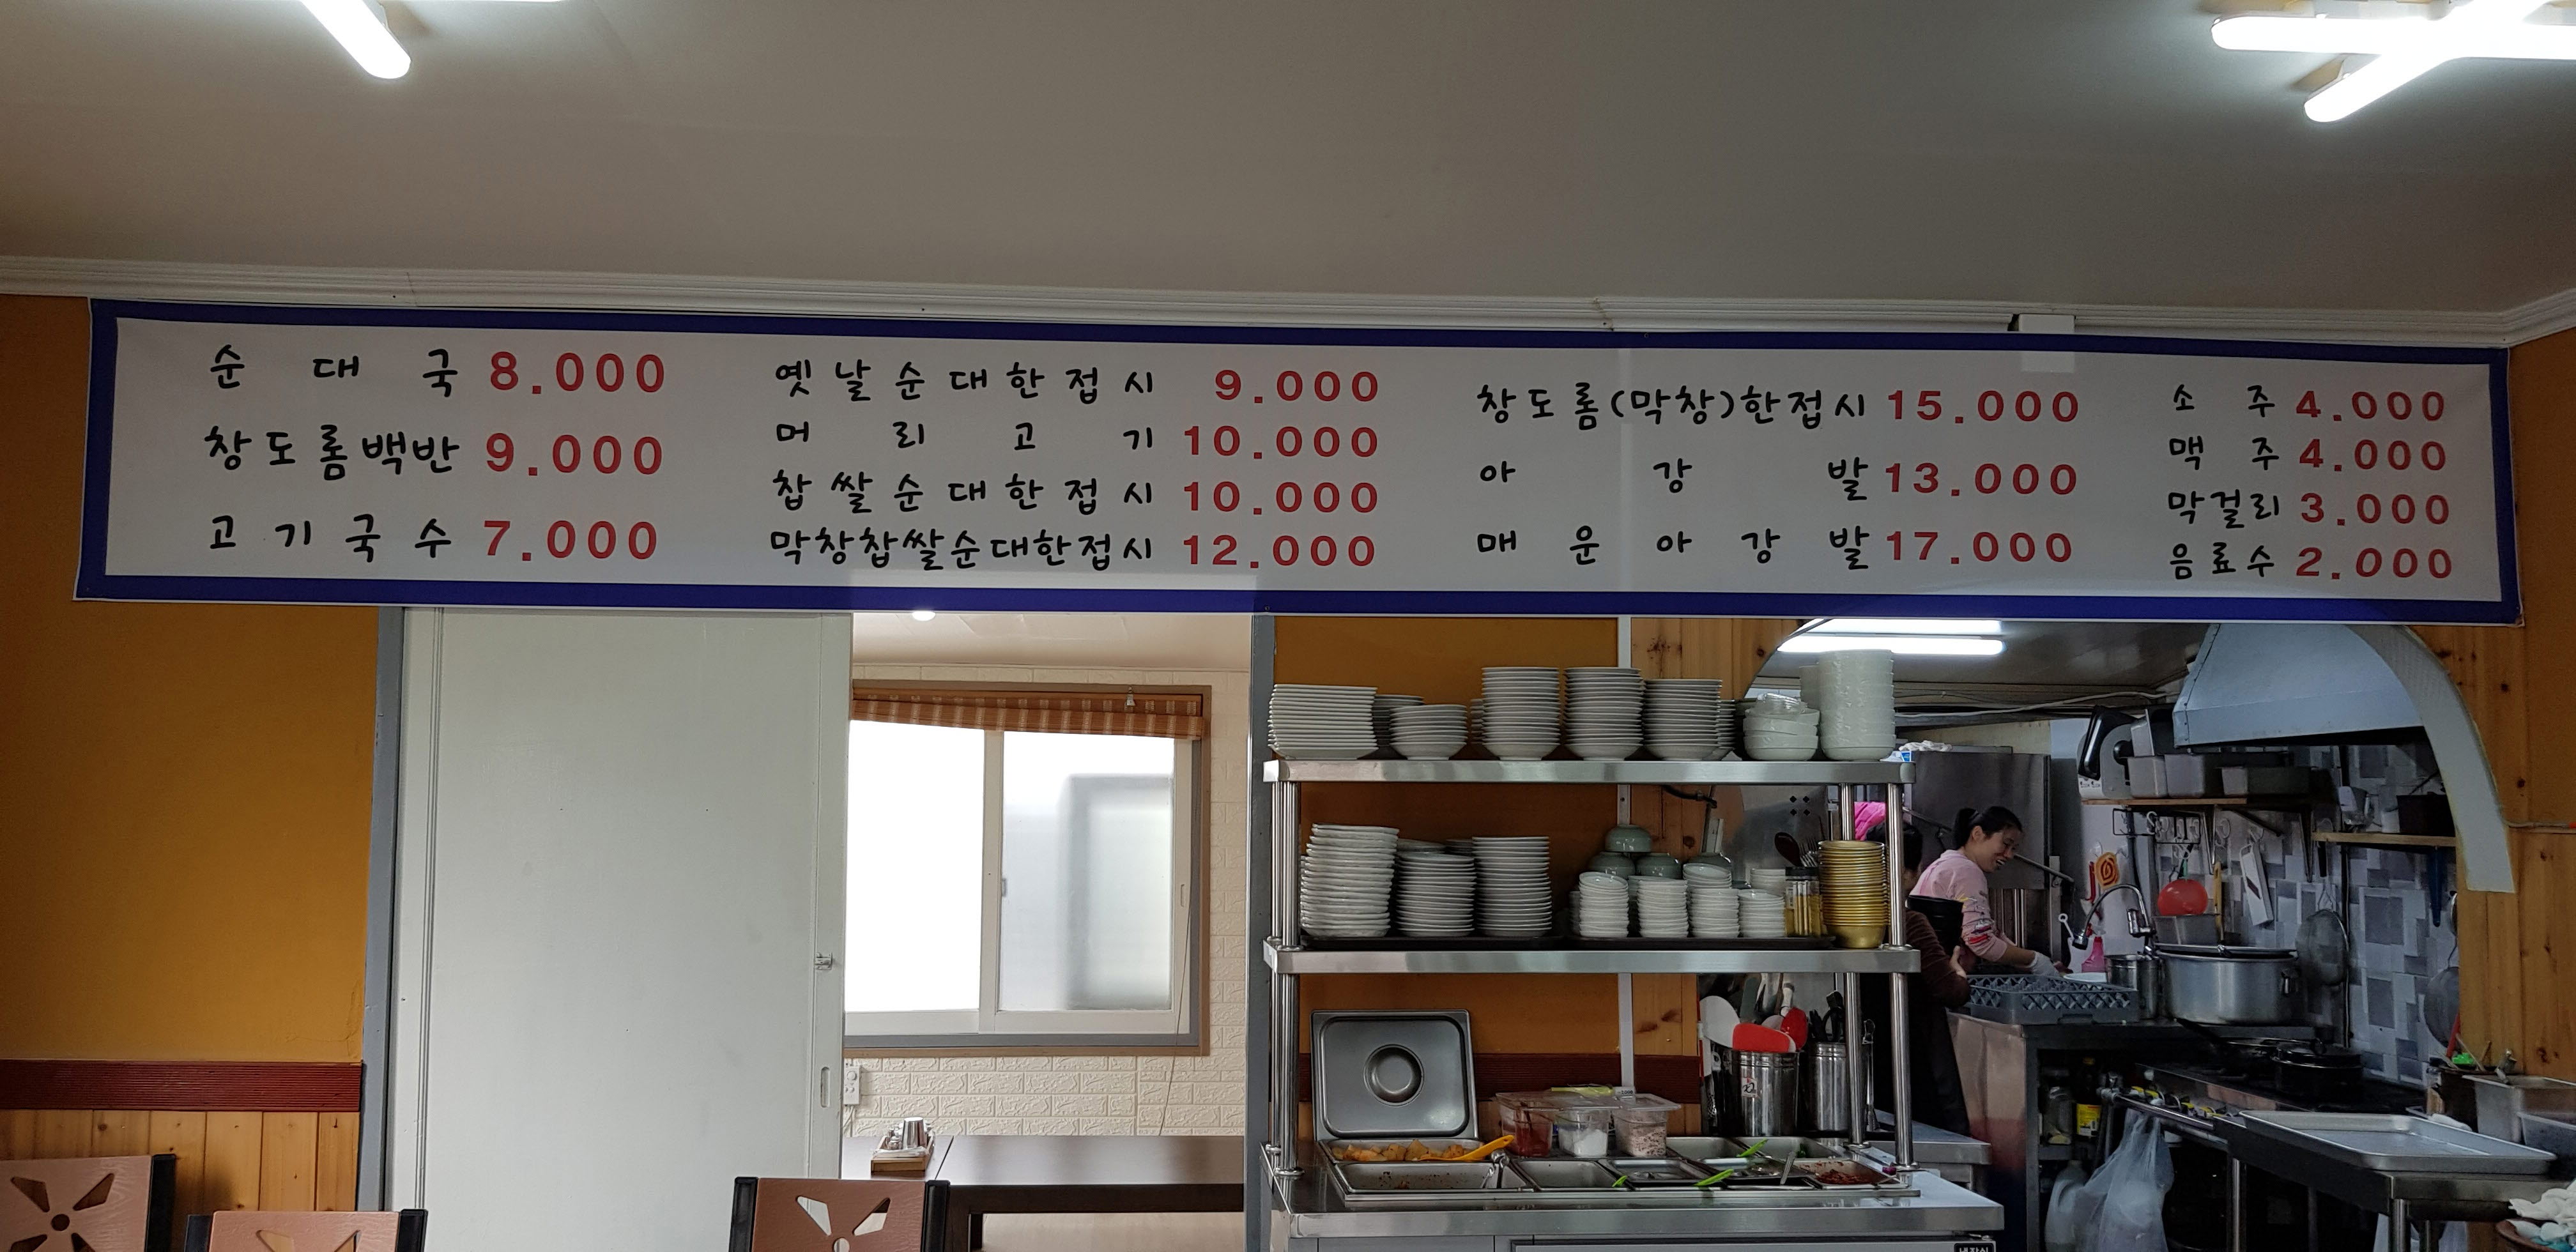 순대국 8.000
창도롬백반 9.000
고기국수 7.000
옛날순대한접시 9.000
머리고기 10.000
찹쌀순대한접시 10.000
막창찹쌀순대한접시 12.000
창도롬(막창)한접시 15.000
아강발 13.000
매운아강발 17.000
소주 4.000
맥주 4.000
막걸리 3.000
음료수 2.000